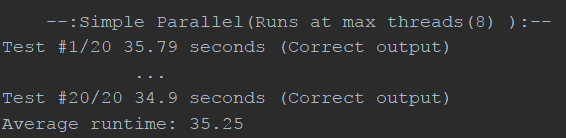 --:Simple Parallel(Runs at max threads(8) ):--
Test #1/20 35.79 seconds (Correct output)
...
Test #20/20 34.9 seconds (Correct output)
Average runtime: 35.25